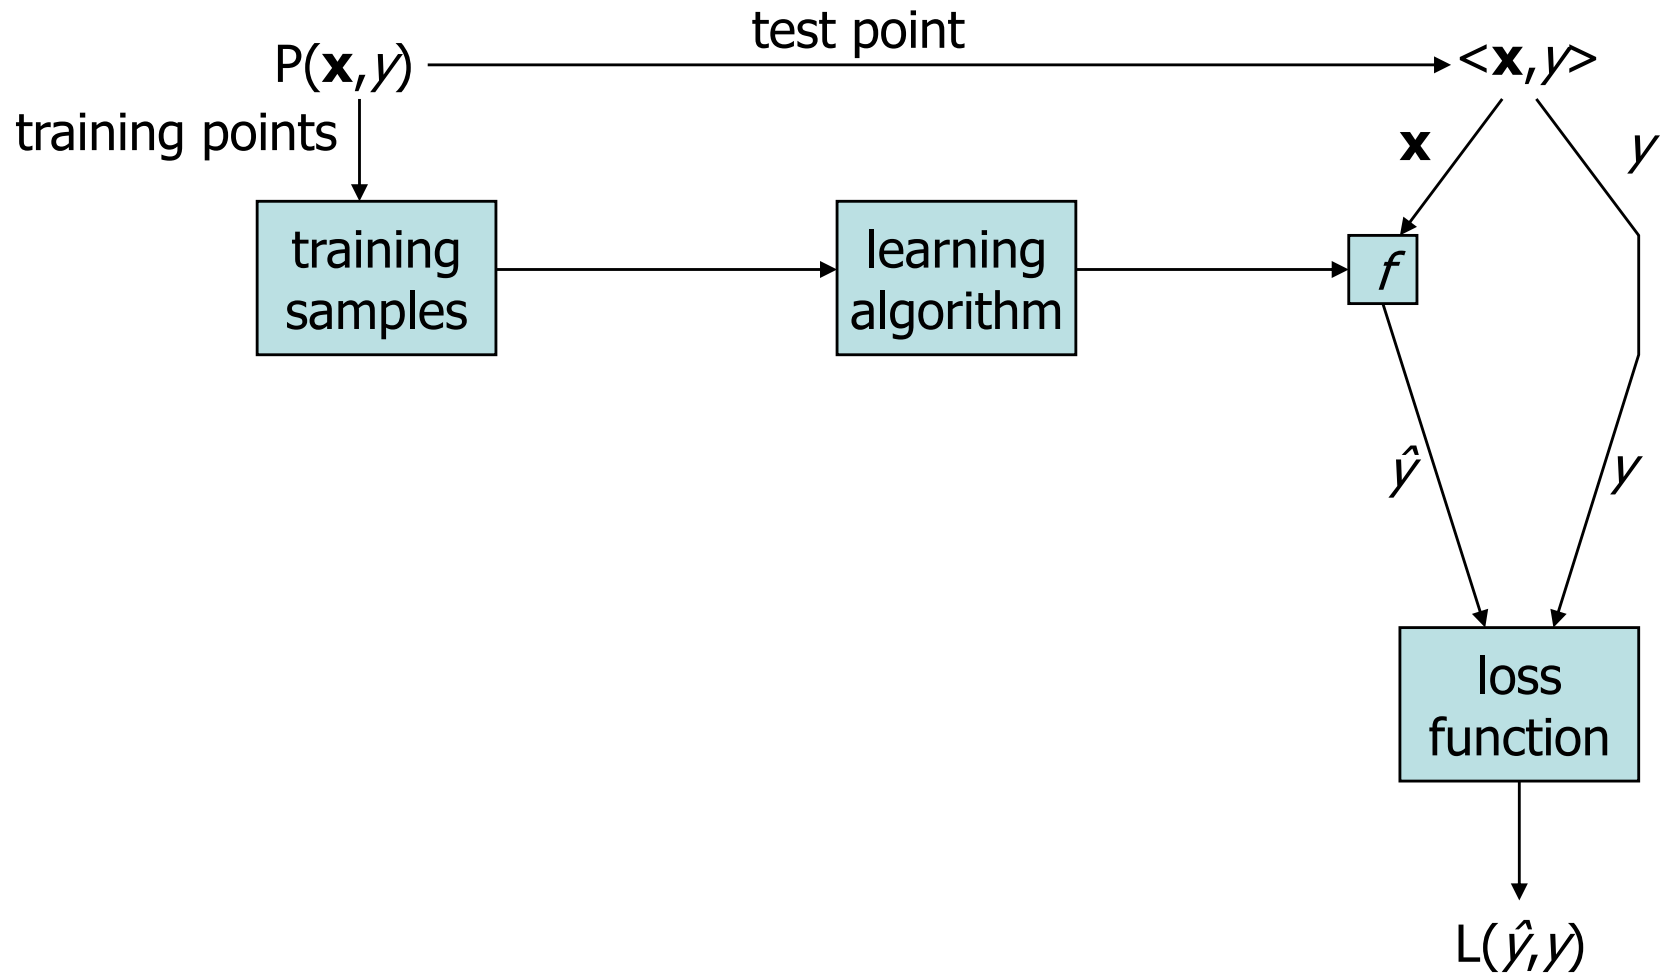 test point
P(x,y)
<x,y>
training points
x
y
training
samples
learning
algorithm
f
ŷ
y
loss
function
L(ŷ,y)